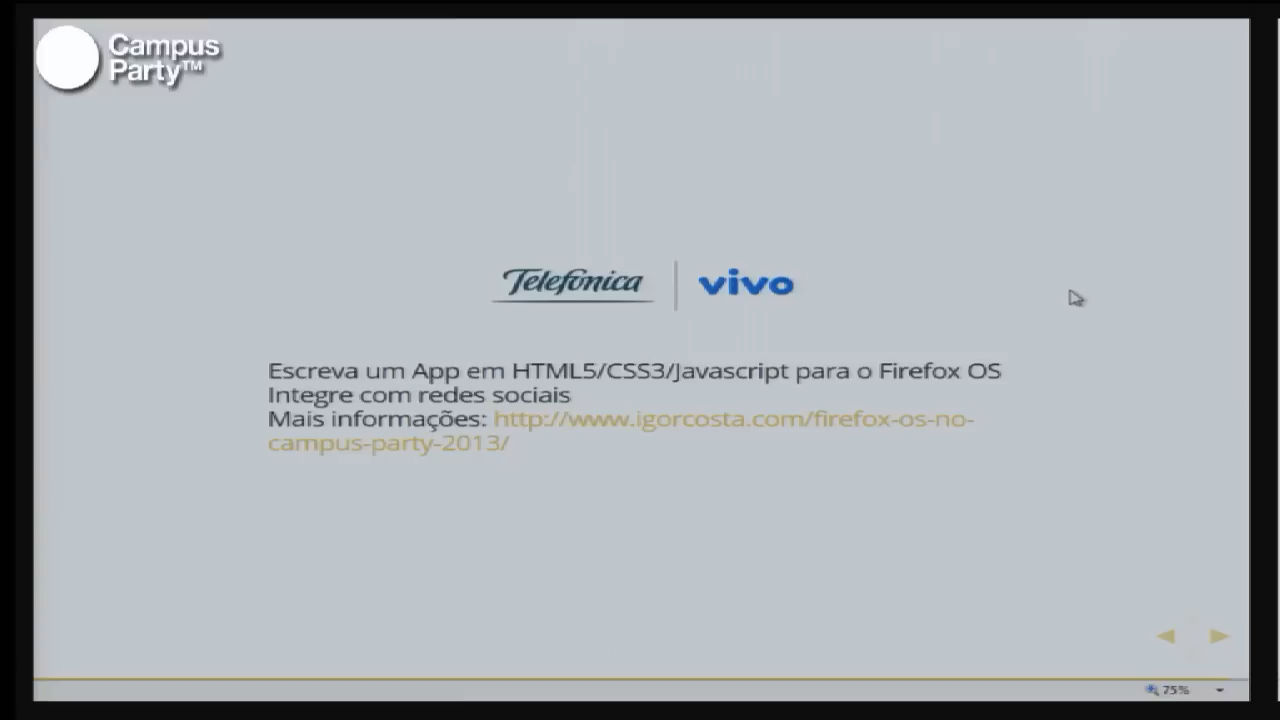 Campus
Party™
Telefónica | vivo
Escreva um App em HTML5/CSS3/Javascript para o Firefox OS
Integre com redes sociais
Mais informações: http://www.igorcosta.com/firefox-os-no-
campus-party-2013/
75%